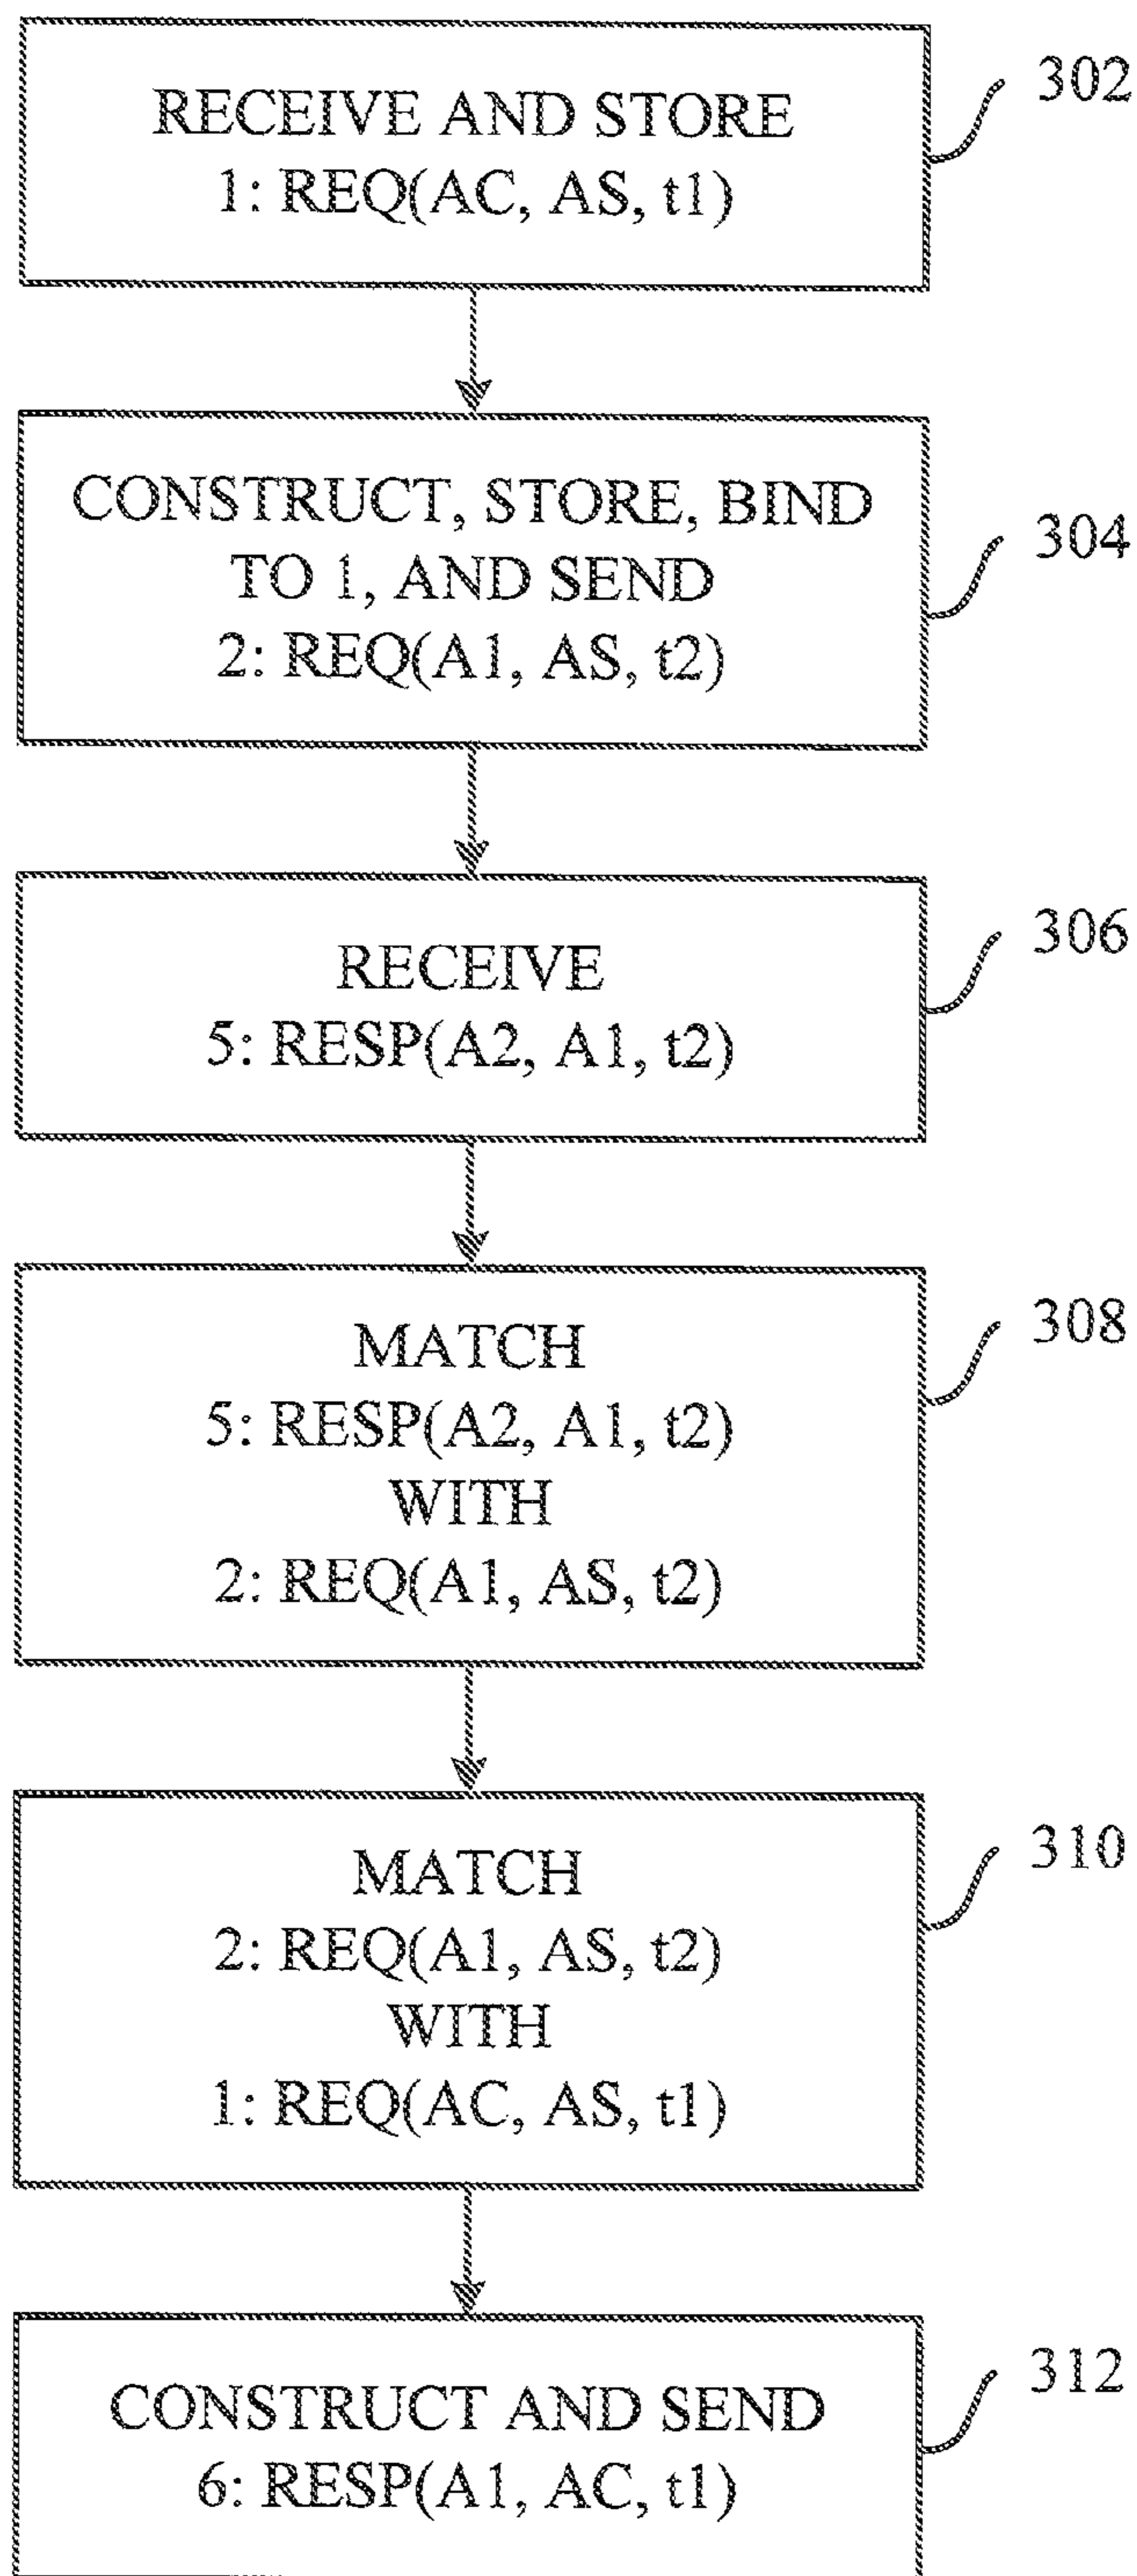 RECEIVE AND STORE
1: REQ(AC, AS, t1)
302
CONSTRUCT, STORE, BIND
TO 1, AND SEND
2: REQ(A1, AS, t2)
304
RECEIVE
5: RESP(A2, A1, t2)
306
MATCH
5: RESP(A2, A1, t2)
WITH
2: REQ(A1, AS, t2)
308
MATCH
2: REQ(A1, AS, t2)
WITH
1: REQ(AC, AS, t1)
310
CONSTRUCT AND SEND
6: RESP(A1, AC, t1)
312